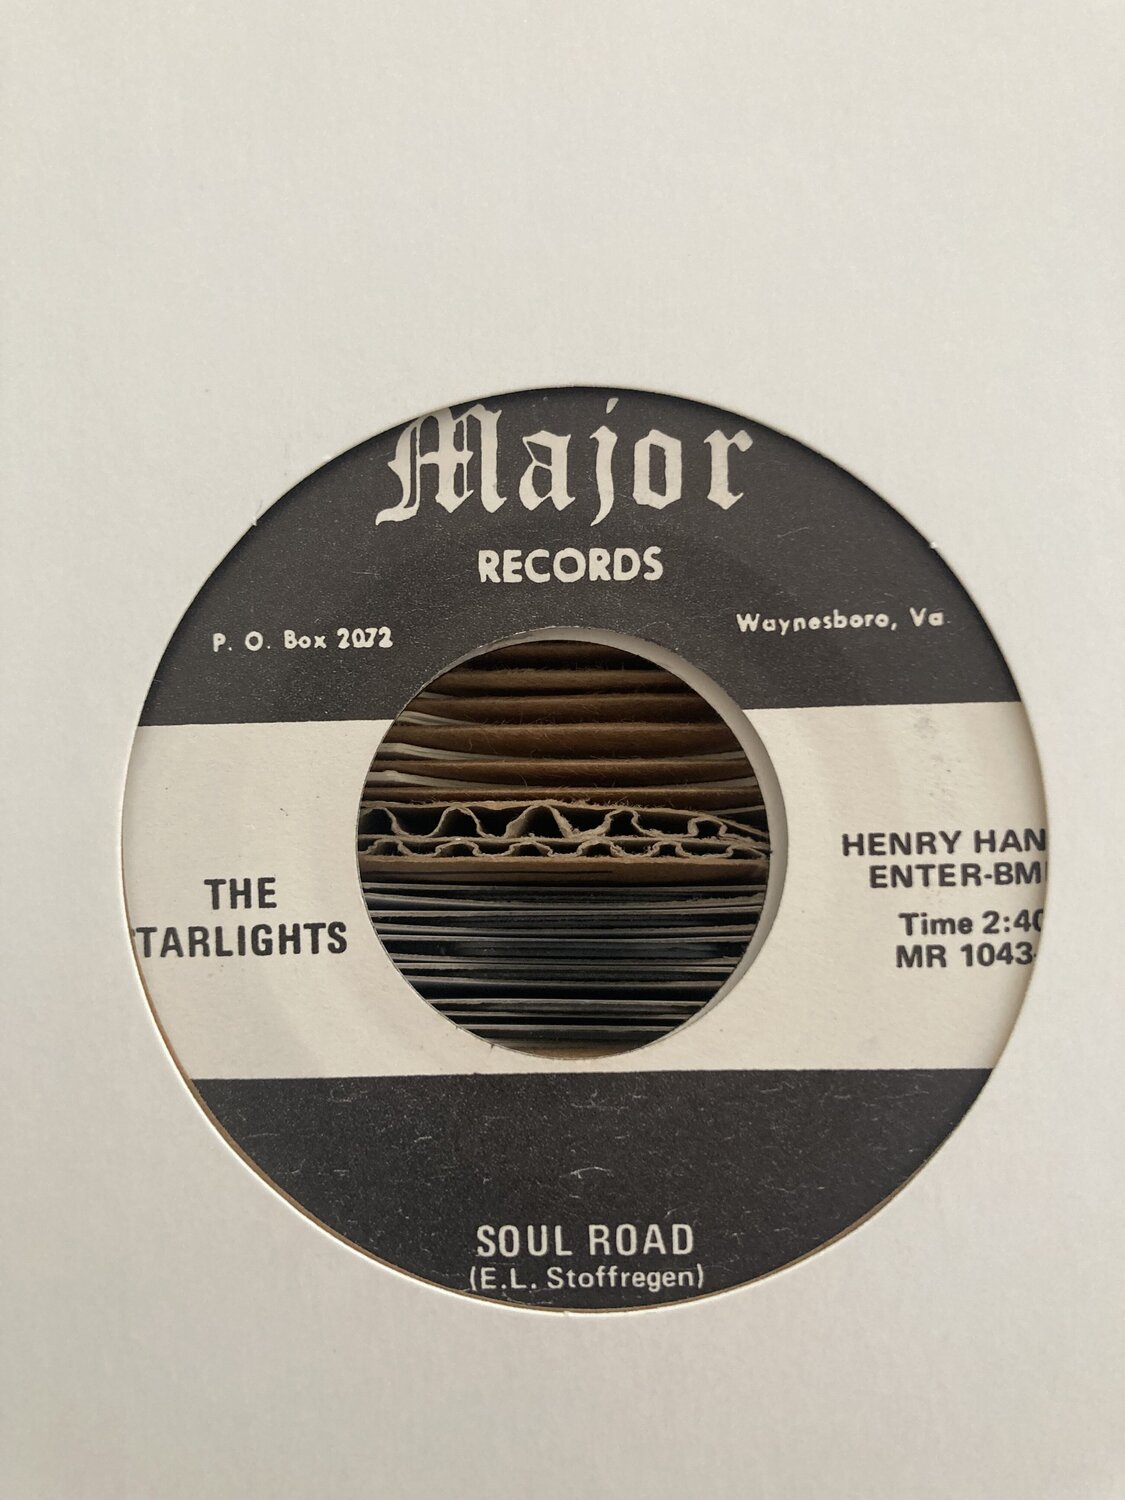 Major
RECORDS
P. O. Box 2072
Waynesboro, Va
THE
TARLIGHTS
HENRY HAN
ENTER-BM
Time 2:40
MR 1043-
SOUL ROAD
(E.L. Stoffregen)